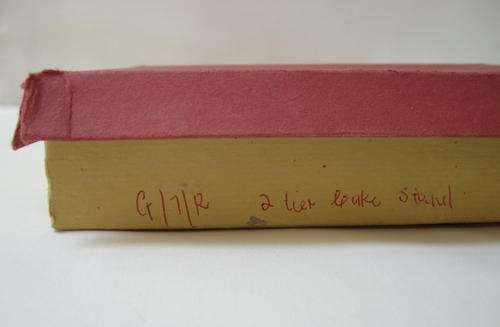 G/7/R 2 tier cake stand